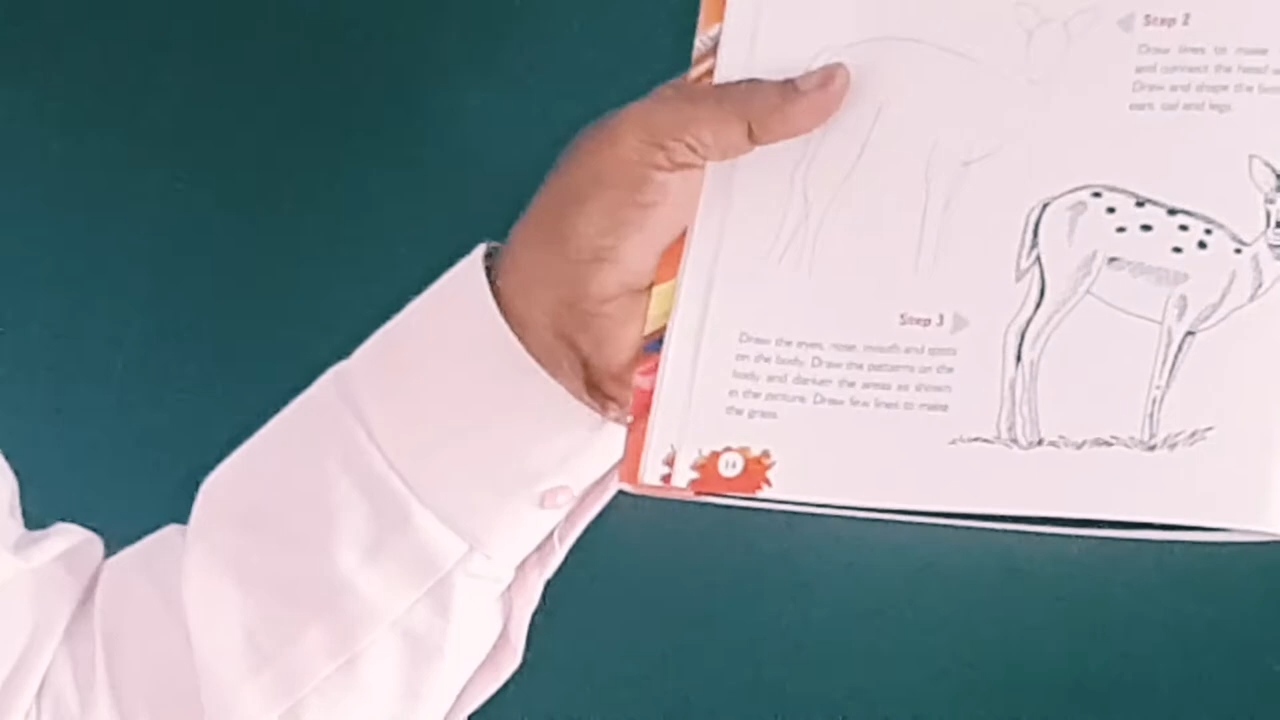 Step 2
Draw lines to make
and connect the head a
Draw and shape the
ears, tail and legs.
Step 3
Draw the eyes, nose, mouth and spots
on the body. Draw the patterns on the
body and darken the areas as shown
in the picture. Draw few lines to make
the grass.
14